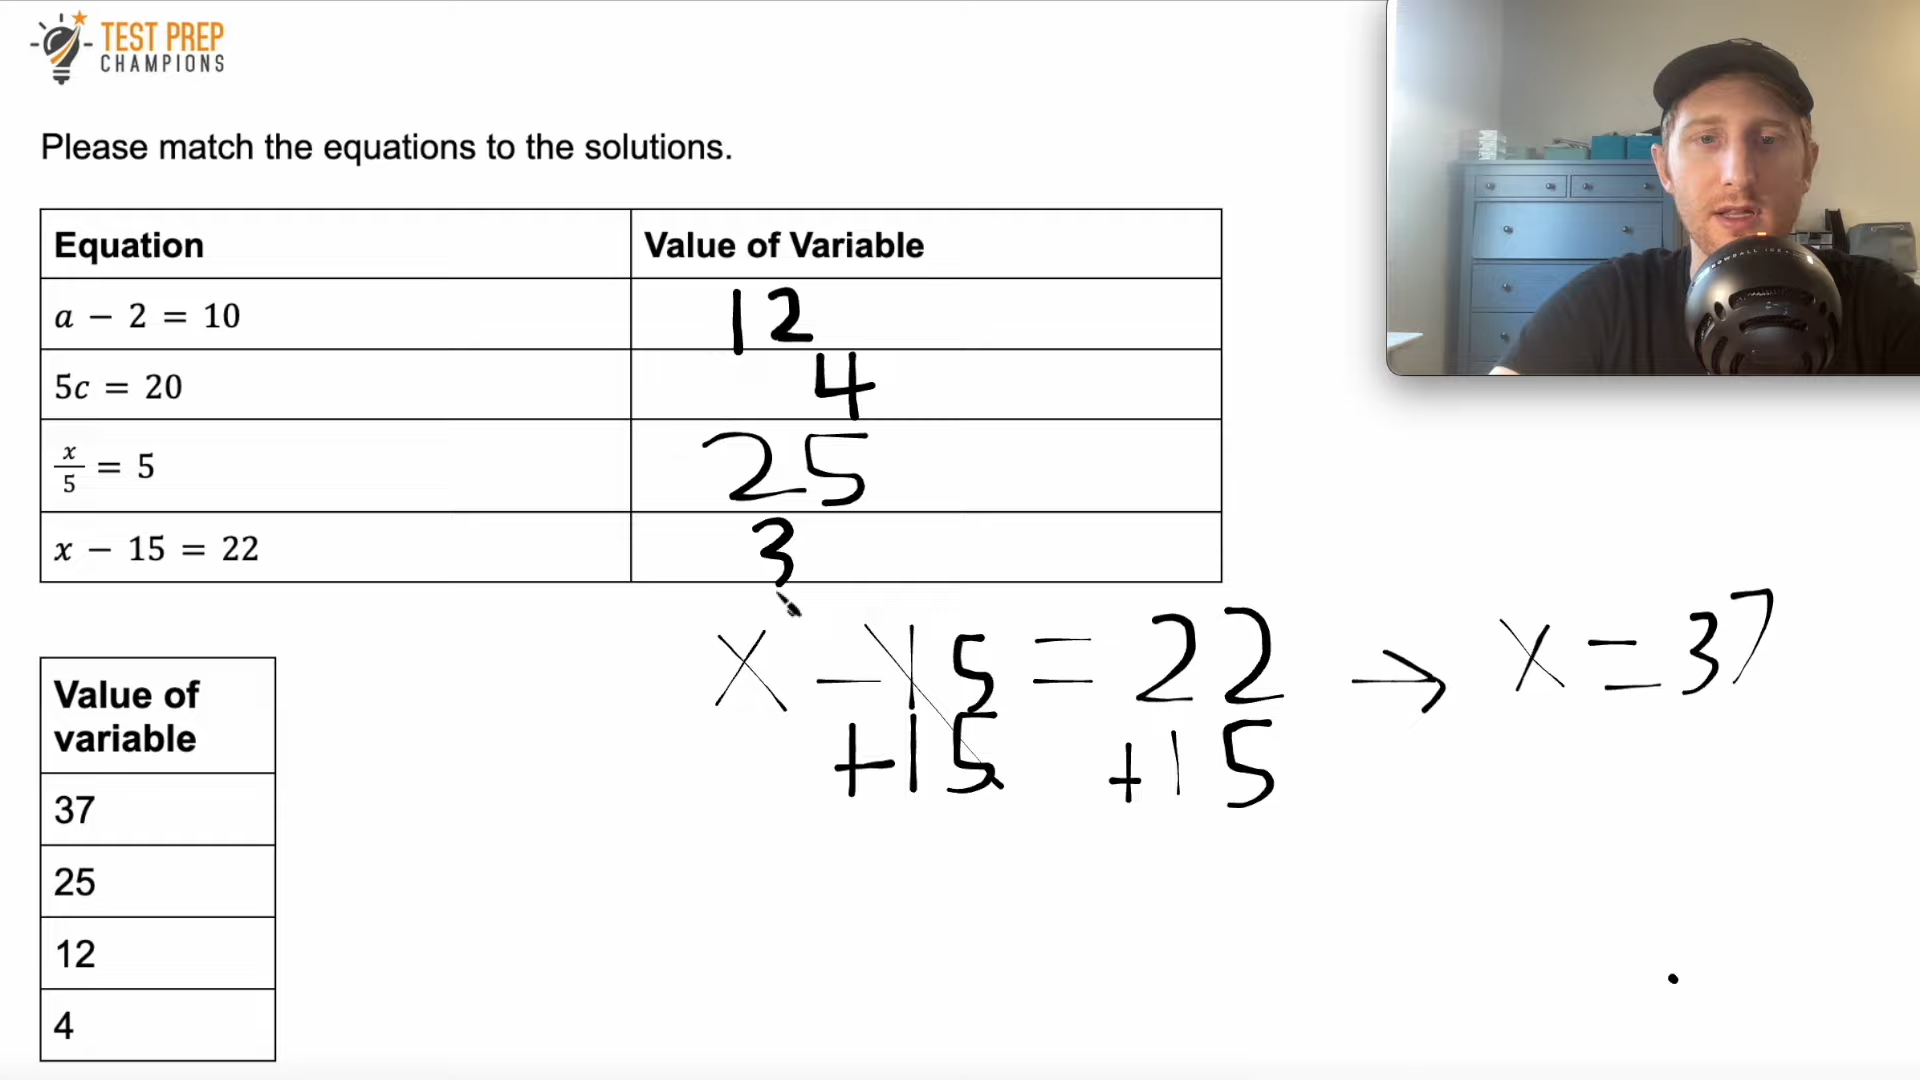 TEST PREP
CHAMPIONS
Please match the equations to the solutions.
Equation Value of Variable
a − 2 = 10 12
5c = 20 4
x/5 = 5 25
x − 15 = 22 3
x − 15 = 22 → x = 37
+15 +15
Value of
variable
37
25
12
4